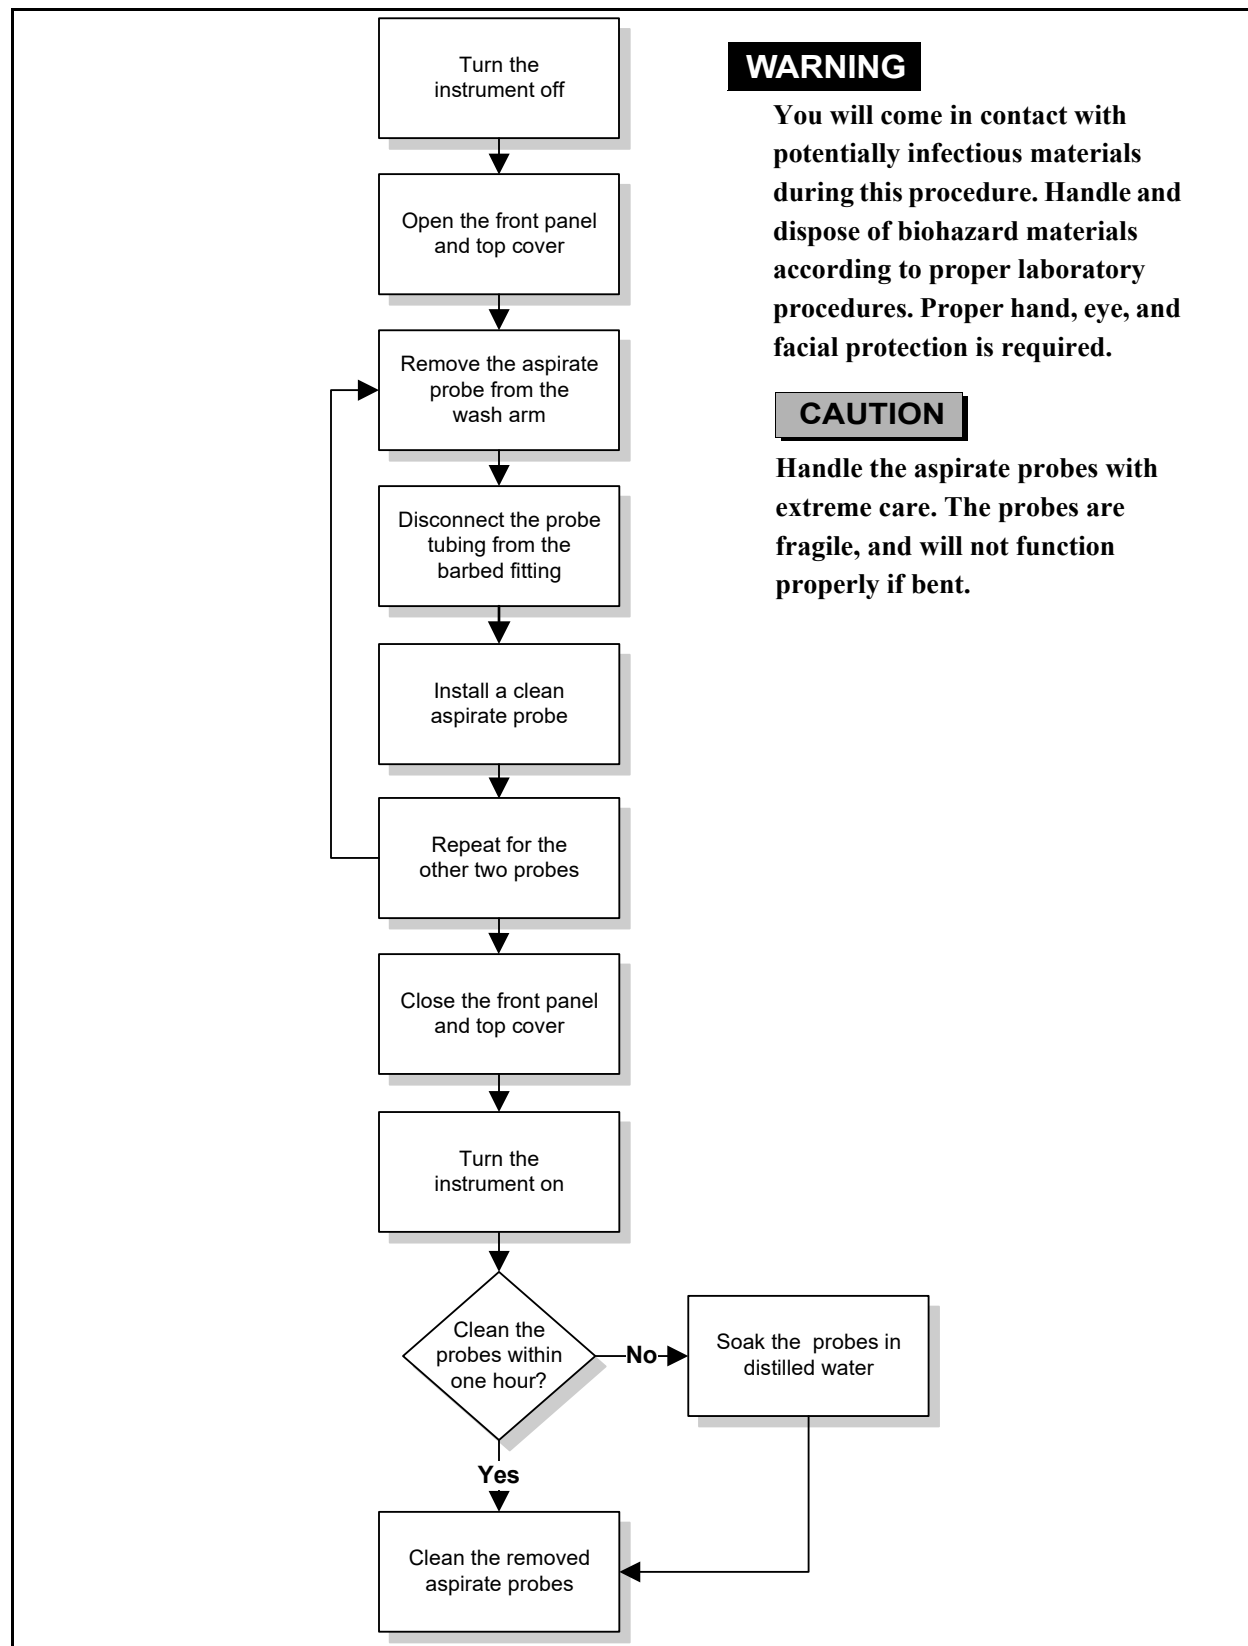 Turn the
instrument off
WARNING
You will come in contact with
potentially infectious materials
during this procedure. Handle and
dispose of biohazard materials
according to proper laboratory
procedures. Proper hand, eye, and
facial protection is required.
CAUTION
Handle the aspirate probes with
extreme care. The probes are
fragile, and will not function
properly if bent.
Open the front panel
and top cover
Remove the aspirate
probe from the
wash arm
Disconnect the probe
tubing from the
barbed fitting
Install a clean
aspirate probe
Repeat for the
other two probes
Close the front panel
and top cover
Turn the
instrument on
Clean the
probes within
one hour?
No
Soak the  probes in
distilled water
Yes
Clean the removed
aspirate probes